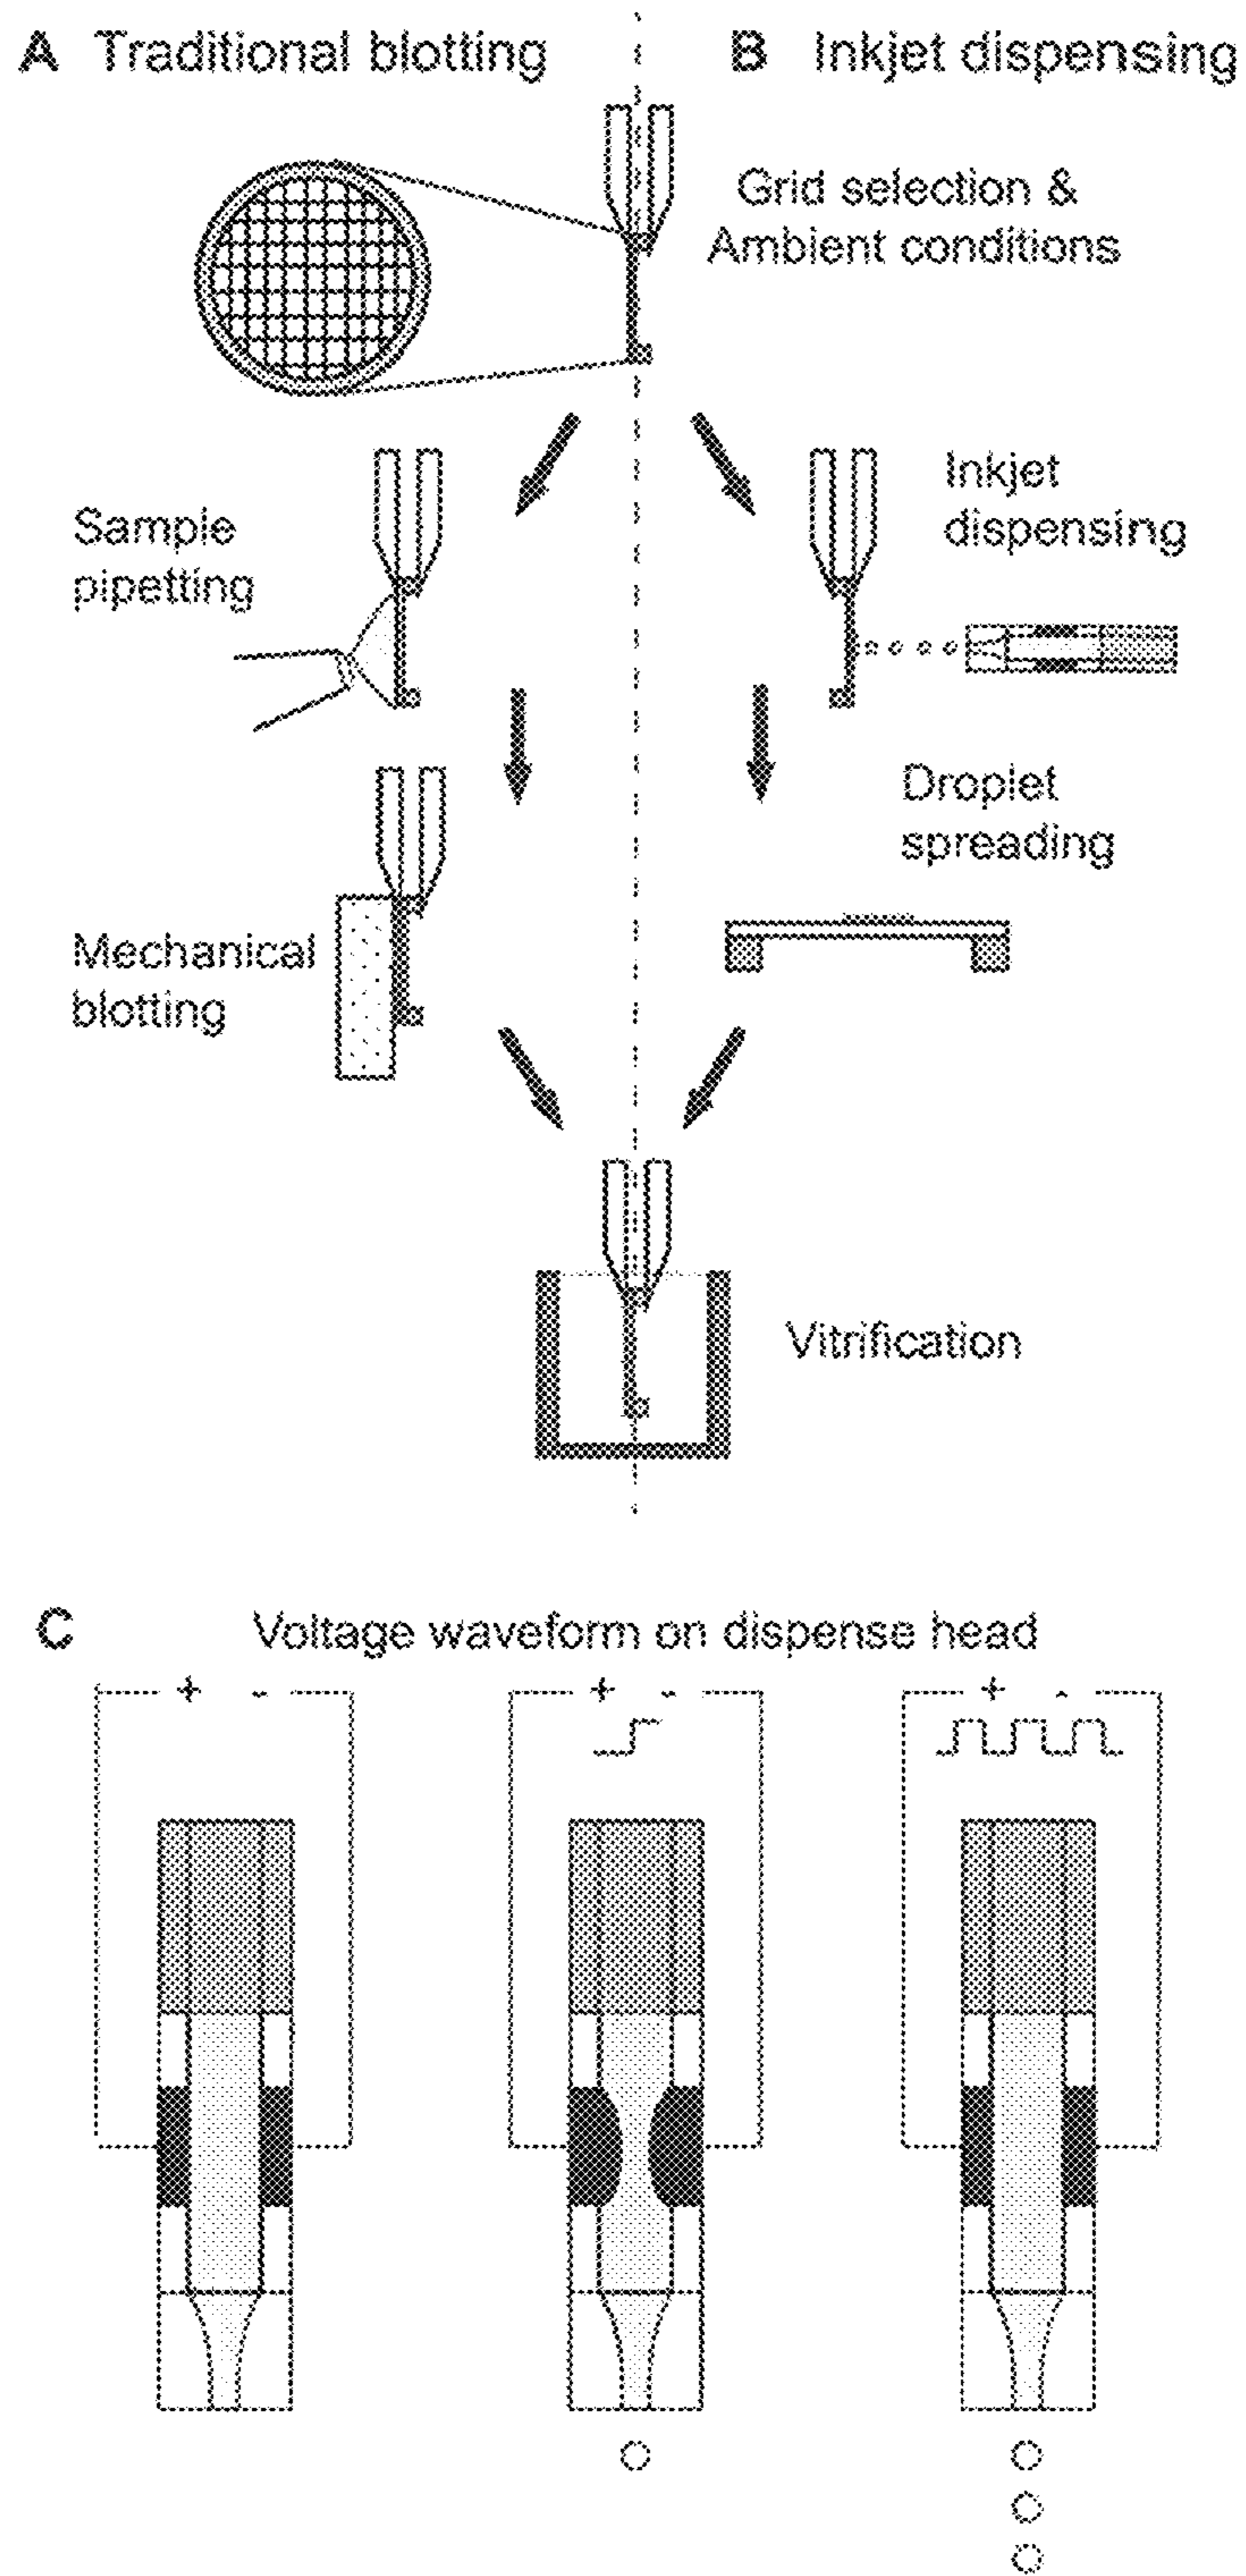 A Traditional blotting
B Inkjet dispensing
Grid selection &
Ambient conditions
Sample
pipetting
Inkjet
dispensing
Droplet
spreading
Mechanical
blotting
Vitrification
C Voltage waveform on dispense head
+ -
+ -
+ -